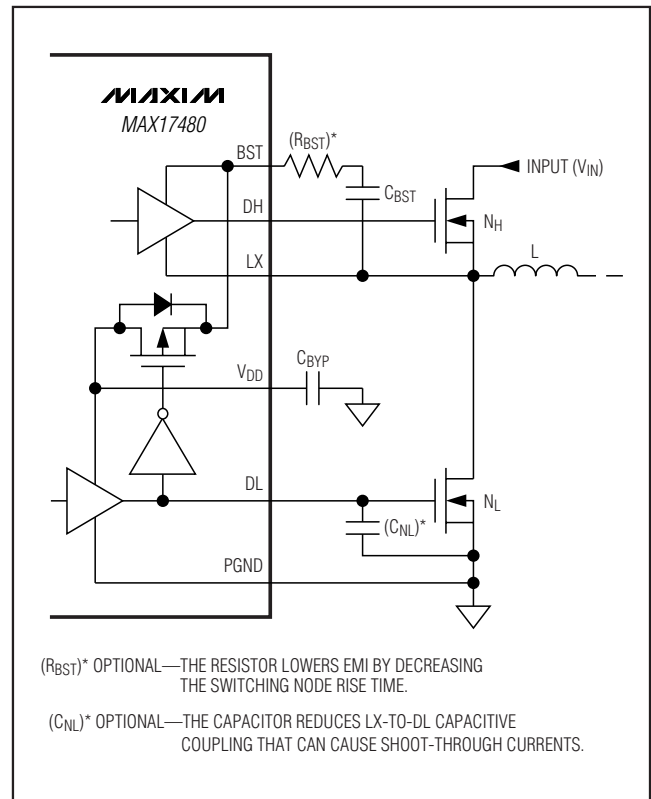 MAXIM
MAX17480
BST
(RBST)*
INPUT (VIN)
CBST
DH
NH
LX
L
VDD
CBYP
DL
NL
(CNL)*
PGND
(RBST)* OPTIONAL—THE RESISTOR LOWERS EMI BY DECREASING
THE SWITCHING NODE RISE TIME.
(CNL)* OPTIONAL—THE CAPACITOR REDUCES LX-TO-DL CAPACITIVE
COUPLING THAT CAN CAUSE SHOOT-THROUGH CURRENTS.